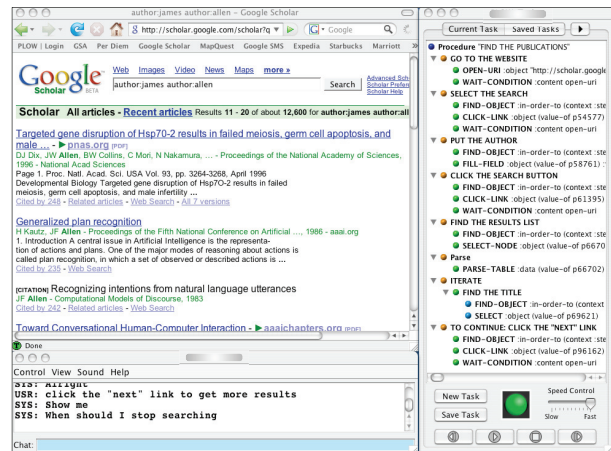 author:james author:allen – Google Scholar
http://scholar.google.com/scholar?q
Google
PLOW Login GSA Per Diem Google Scholar MapQuest Google SMS Expedia Starbucks Marriott »
Web Images Video News Maps more »
Google
Scholar BETA
author:james author:allen
Search
Advanced Sch
Scholar Prefere
Scholar Help
Scholar All articles - Recent articles Results 11 - 20 of about 12,600 for author:james author:all
Targeted gene disruption of Hsp70-2 results in failed meiosis, germ cell apoptosis, and
male ... - ►pnas.org [PDF]
DJ Dix, JW Allen, BW Collins, C Mori, N Nakamura, ... - Proceedings of the National Academy of Sciences,
1996 - National Acad Sciences
Page 1. Proc. Natl. Acad. Sci. USA Vol. 93, pp. 3264-3268, April 1996
Developmental Biology Targeted gene disruption of Hsp7O-2 results in failed
meiosis, germ cell apoptosis, and male infertility ...
Cited by 248 - Related articles - Web Search - All 7 versions
Generalized plan recognition
H Kautz, JF Allen - Proceedings of the Fifth National Conference on Artificial ..., 1986 - aaai.org
1. Introduction A central issue in Artificial Intelligence is the representa-
tion of actions and plans. One of the major modes of reasoning about actions is
called plan recognition, in which a set of observed or described actions is ...
Cited by 235 - Web Search
[CITATION] Recognizing intentions from natural language utterances
JF Allen - Computational Models of Discourse, 1983
Cited by 242 - Related articles - Web Search
Toward Conversational Human-Computer Interaction - ►aaaichapters.org [PDF]
Done
Control View Sound Help
SYS: Alright
USR: click the "next" link to get more results
SYS: Show me
SYS: When should I stop searching
Chat:
Current Task Saved Tasks
Procedure "FIND THE PUBLICATIONS"
GO TO THE WEBSITE
OPEN-URI :object "http://scholar.google
WAIT-CONDITION :content open-uri
SELECT THE SEARCH
FIND-OBJECT :in-order-to (context :ste
CLICK-LINK :object (value-of p54577)
WAIT-CONDITION :content open-uri
PUT THE AUTHOR
FIND-OBJECT :in-order-to (context :ste
FILL-FIELD :object (value-of p58761) :
CLICK THE SEARCH BUTTON
FIND-OBJECT :in-order-to (context :ste
CLICK-LINK :object (value-of p61395)
WAIT-CONDITION :content open-uri
FIND THE RESULTS LIST
FIND-OBJECT :in-order-to (context :ste
SELECT-NODE :object (value-of p6670
Parse
PARSE-TABLE :data (value-of p66702)
ITERATE
FIND THE TITLE
FIND-OBJECT :in-order-to (context
SELECT :object (value-of p69621)
TO CONTINUE: CLICK THE "NEXT" LINK
FIND-OBJECT :in-order-to (context :ste
CLICK-LINK :object (value-of p96162)
WAIT-CONDITION :content open-uri
New Task
Save Task
Speed Control
Slow Fast